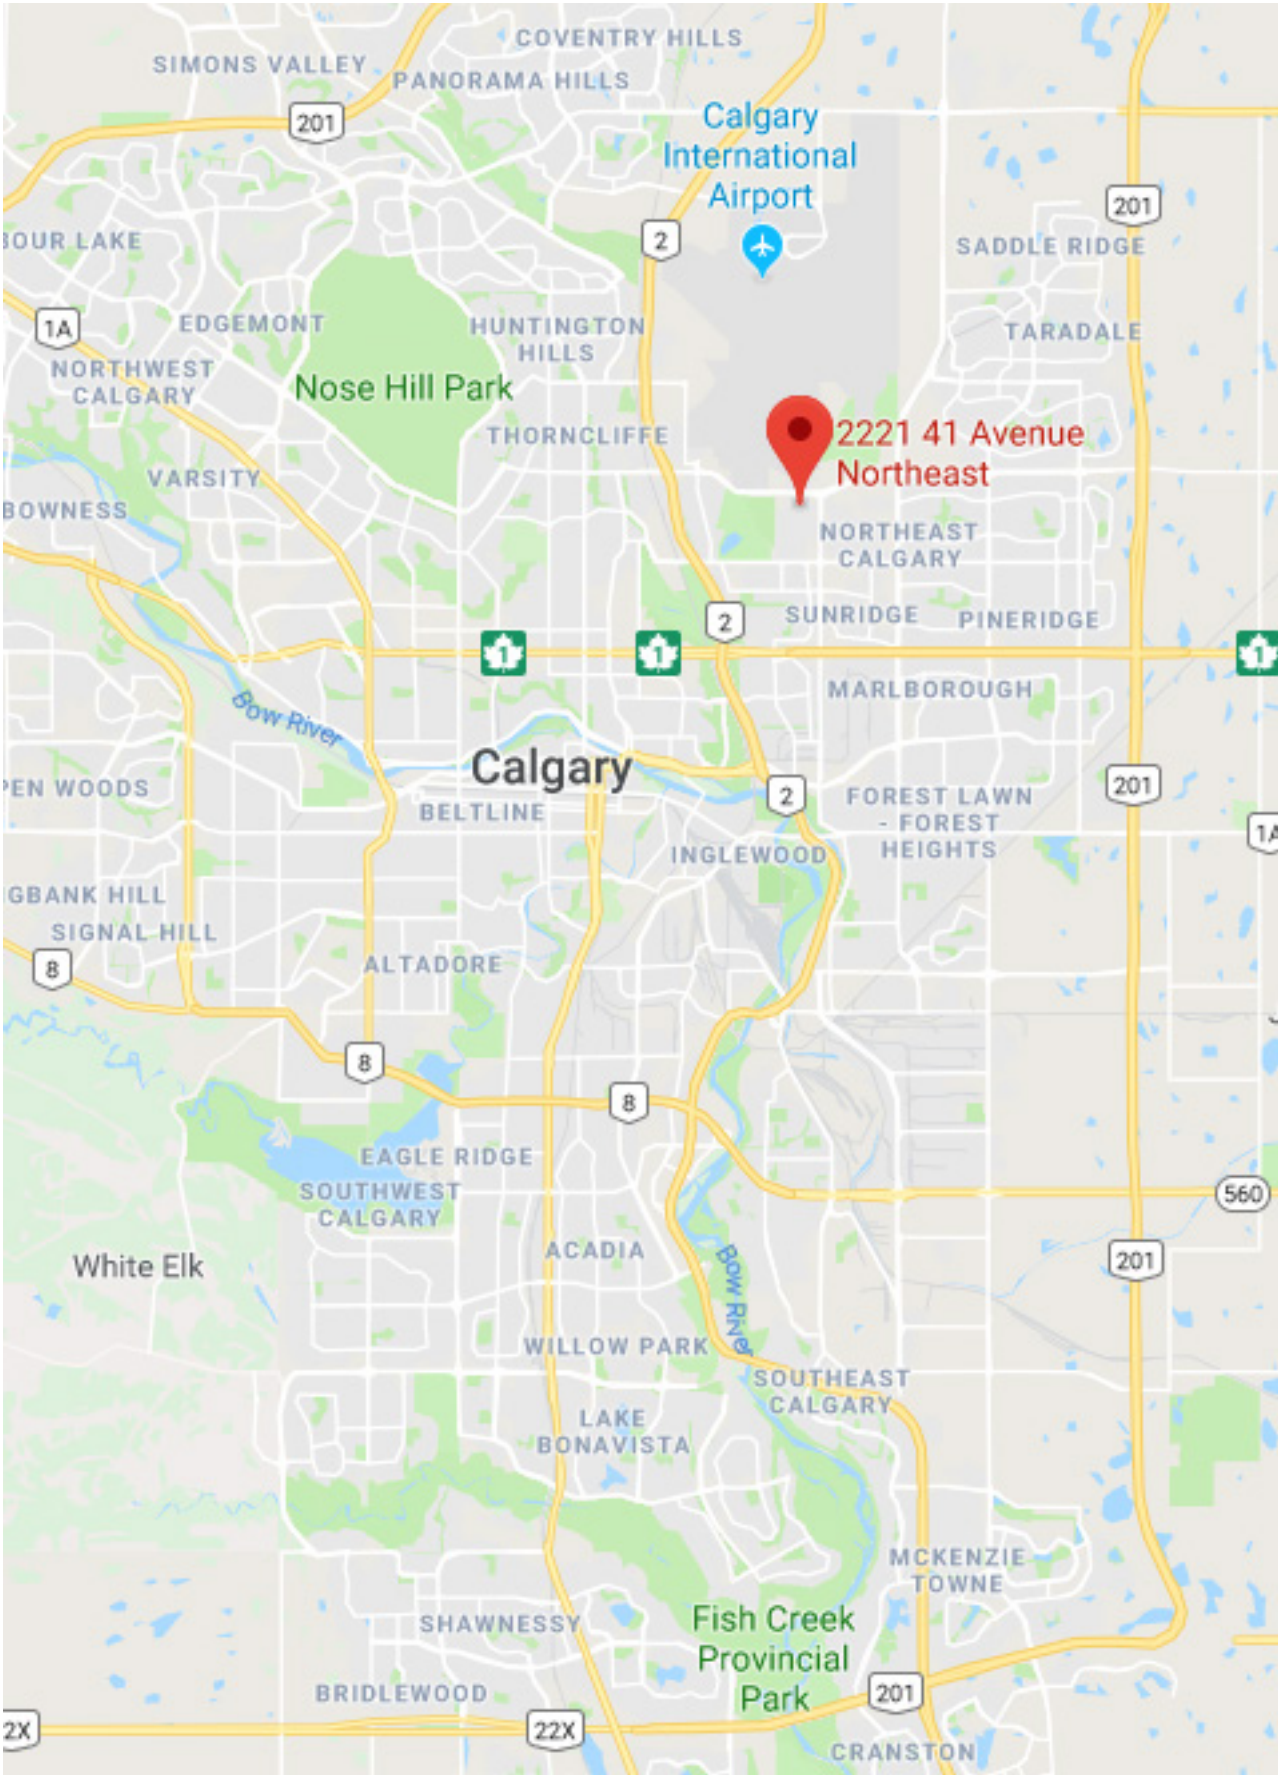 COVENTRY HILLS
SIMONS VALLEY
PANORAMA HILLS
201
Calgary
International
Airport
201
2
BOUR LAKE
SADDLE RIDGE
1A
EDGEMONT
HUNTINGTON
HILLS
TARADALE
NORTHWEST
CALGARY
Nose Hill Park
THORNCLIFFE
2221 41 Avenue
Northeast
VARSITY
BOWNESS
NORTHEAST
CALGARY
2
SUNRIDGE
PINERIDGE
1
1
1
MARLBOROUGH
Bow River
Calgary
PEN WOODS
BELTLINE
2
201
FOREST LAWN
- FOREST
HEIGHTS
1A
INGLEWOOD
GBANK HILL
SIGNAL HILL
8
ALTADORE
8
8
EAGLE RIDGE
SOUTHWEST
CALGARY
560
White Elk
ACADIA
Bow River
201
WILLOW PARK
SOUTHEAST
CALGARY
LAKE
BONAVISTA
MCKENZIE
TOWNE
SHAWNESSY
Fish Creek
Provincial
Park
BRIDLEWOOD
201
22X
22X
CRANSTON